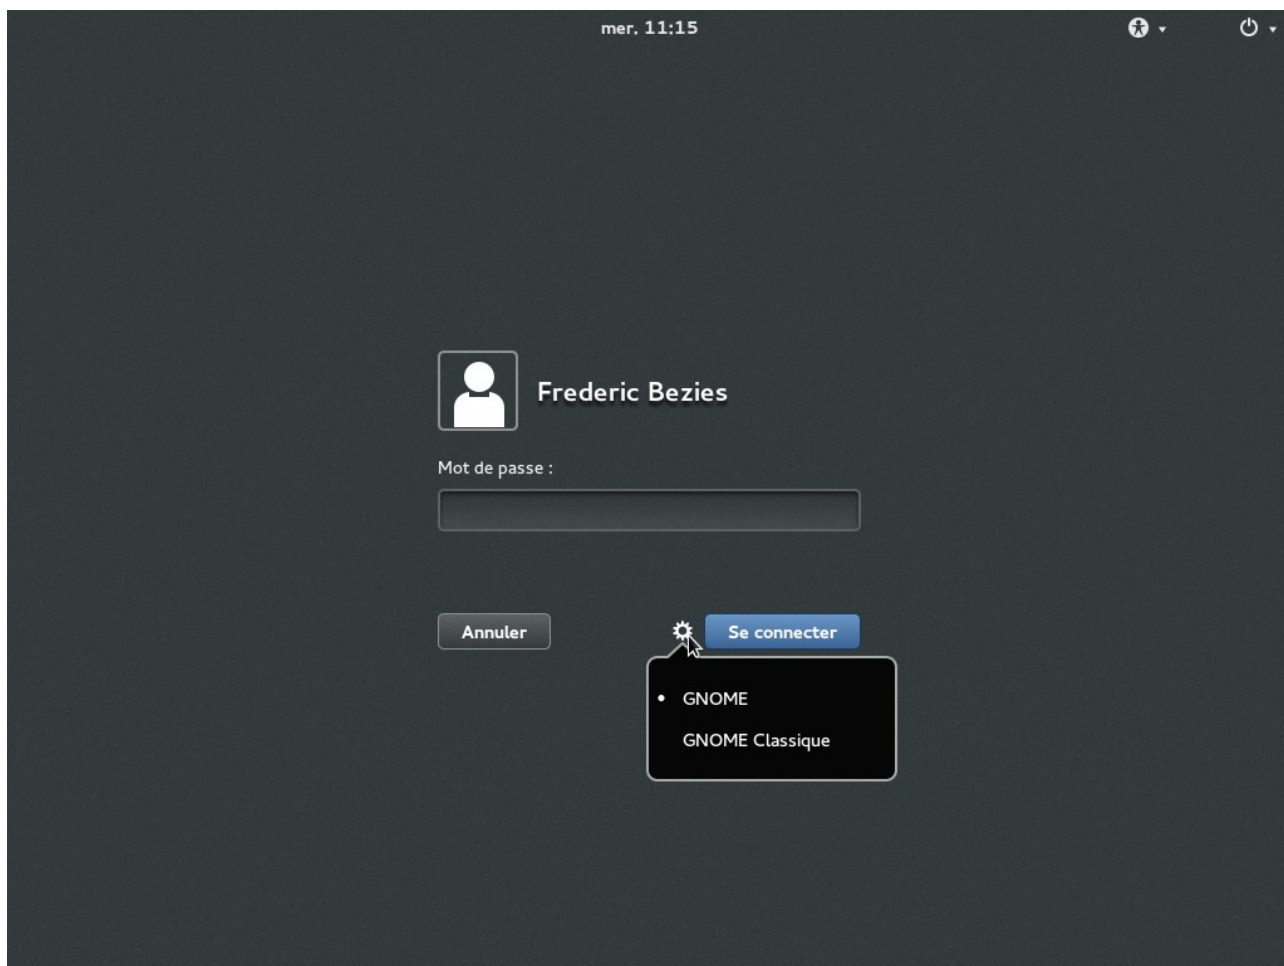 mer. 11:15
Frederic Bezies
Mot de passe :
Annuler
Se connecter
• GNOME
GNOME Classique